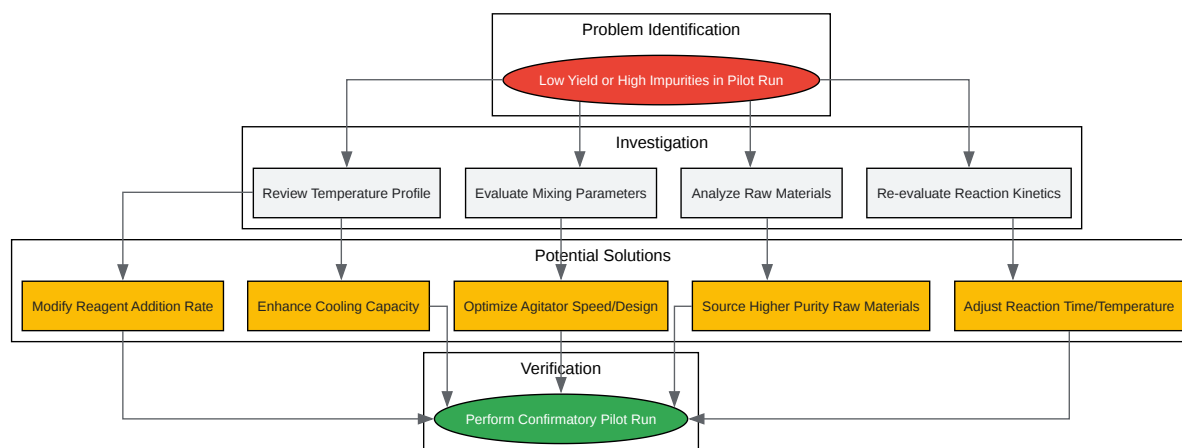 Problem Identification
Low Yield or High Impurities in Pilot Run
Investigation
Review Temperature Profile
Evaluate Mixing Parameters
Analyze Raw Materials
Re-evaluate Reaction Kinetics
Potential Solutions
Modify Reagent Addition Rate
Enhance Cooling Capacity
Optimize Agitator Speed/Design
Source Higher Purity Raw Materials
Adjust Reaction Time/Temperature
Verification
Perform Confirmatory Pilot Run